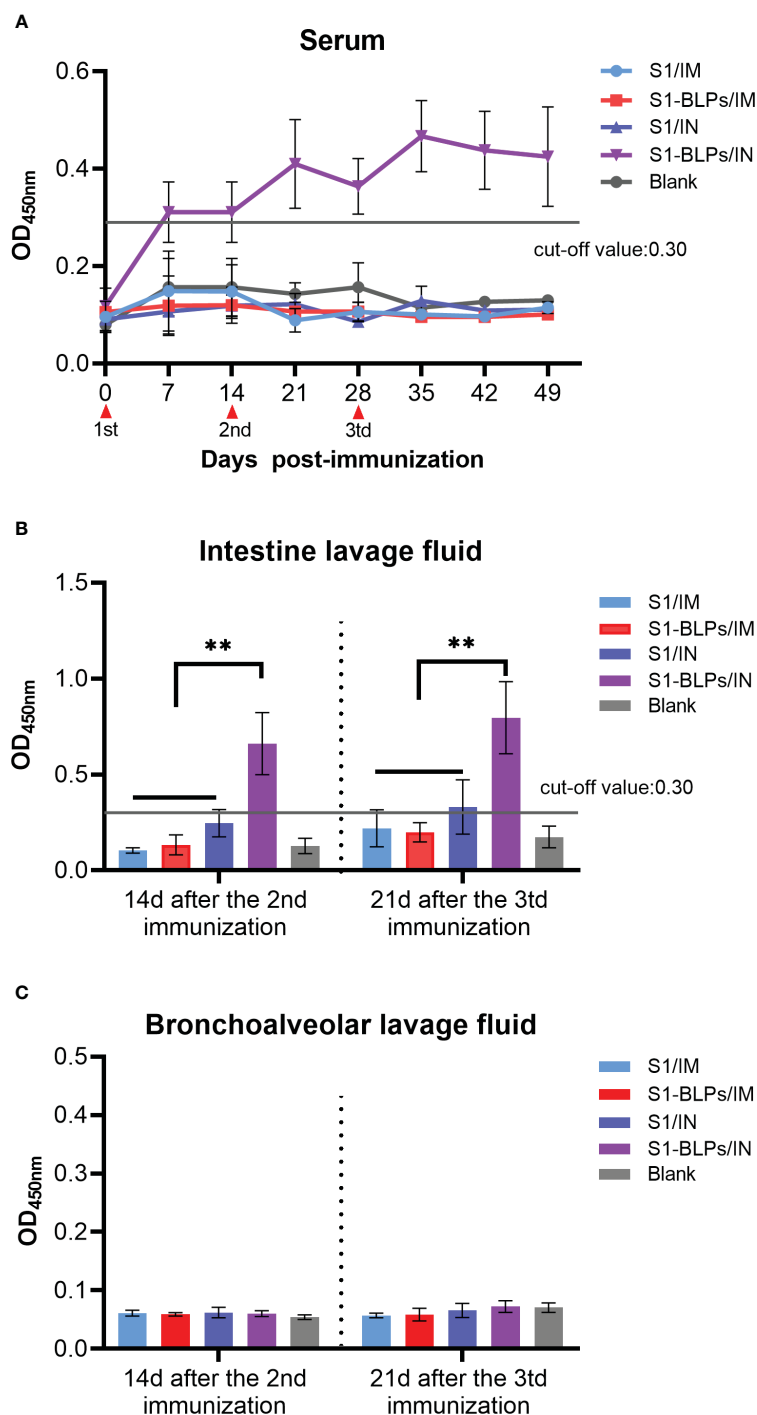 A
Serum
0.6
0.4
0.2
0.0
OD450nm
S1/IM
S1-BLPs/IM
S1/IN
S1-BLPs/IN
Blank
cut-off value:0.30
0 7 14 21 28 35 42 49
1st 2nd 3td
Days post-immunization
B
Intestine lavage fluid
1.5
1.0
0.5
0.0
OD450nm
**
**
S1/IM
S1-BLPs/IM
S1/IN
S1-BLPs/IN
Blank
cut-off value:0.30
14d after the 2nd
immunization
21d after the 3td
immunization
C
Bronchoalveolar lavage fluid
0.5
0.4
0.3
0.2
0.1
0.0
OD450nm
S1/IM
S1-BLPs/IM
S1/IN
S1-BLPs/IN
Blank
14d after the 2nd
immunization
21d after the 3td
immunization